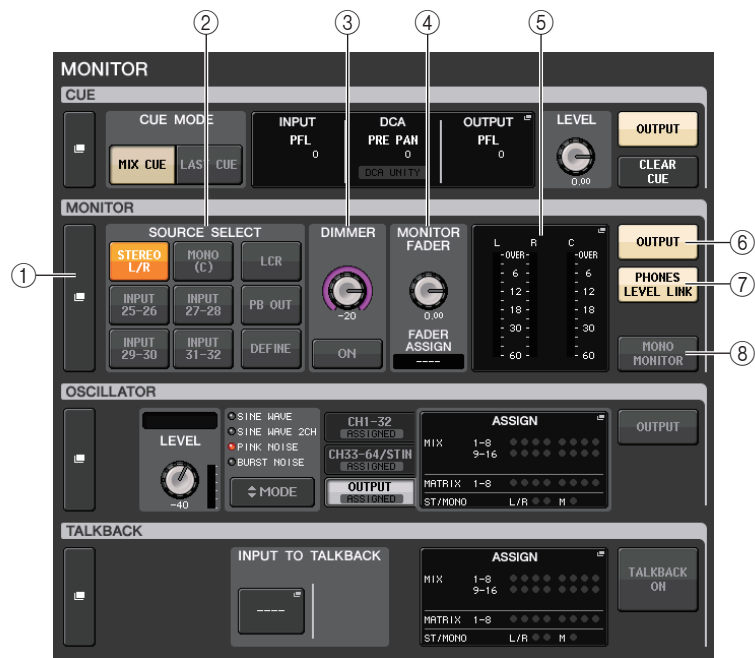 ② ③ ④ ⑤
MONITOR
CUE
CUE MODE
MIX CUE
LAST CUE
INPUT
PFL
0
DCA
PRE PAN
0
DCA UNITY
OUTPUT
PFL
0
LEVEL
0.00
OUTPUT
CLEAR
CUE
MONITOR
①
SOURCE SELECT
STEREO
L/R
MONO
(C)
LCR
INPUT
25-26
INPUT
27-28
PB OUT
INPUT
29-30
INPUT
31-32
DEFINE
DIMMER
-20
ON
MONITOR
FADER
0.00
FADER
ASSIGN
----
L R C
-OVER- -OVER
- 6 - - 6
- 12 - - 12
- 18 - - 18
- 30 - - 30
- 60 - - 60
OUTPUT
⑥
PHONES
LEVEL LINK
⑦
MONO
MONITOR
⑧
OSCILLATOR
LEVEL
-40
SINE WAVE
SINE WAVE 2CH
PINK NOISE
BURST NOISE
MODE
CH1-32
ASSIGNED
CH33-64/STIN
ASSIGNED
OUTPUT
ASSIGNED
ASSIGN
MIX 1-8
9-16
MATRIX 1-8
ST/MONO L/R M
OUTPUT
TALKBACK
INPUT TO TALKBACK
----
ASSIGN
MIX 1-8
9-16
MATRIX 1-8
ST/MONO L/R M
TALKBACK
ON